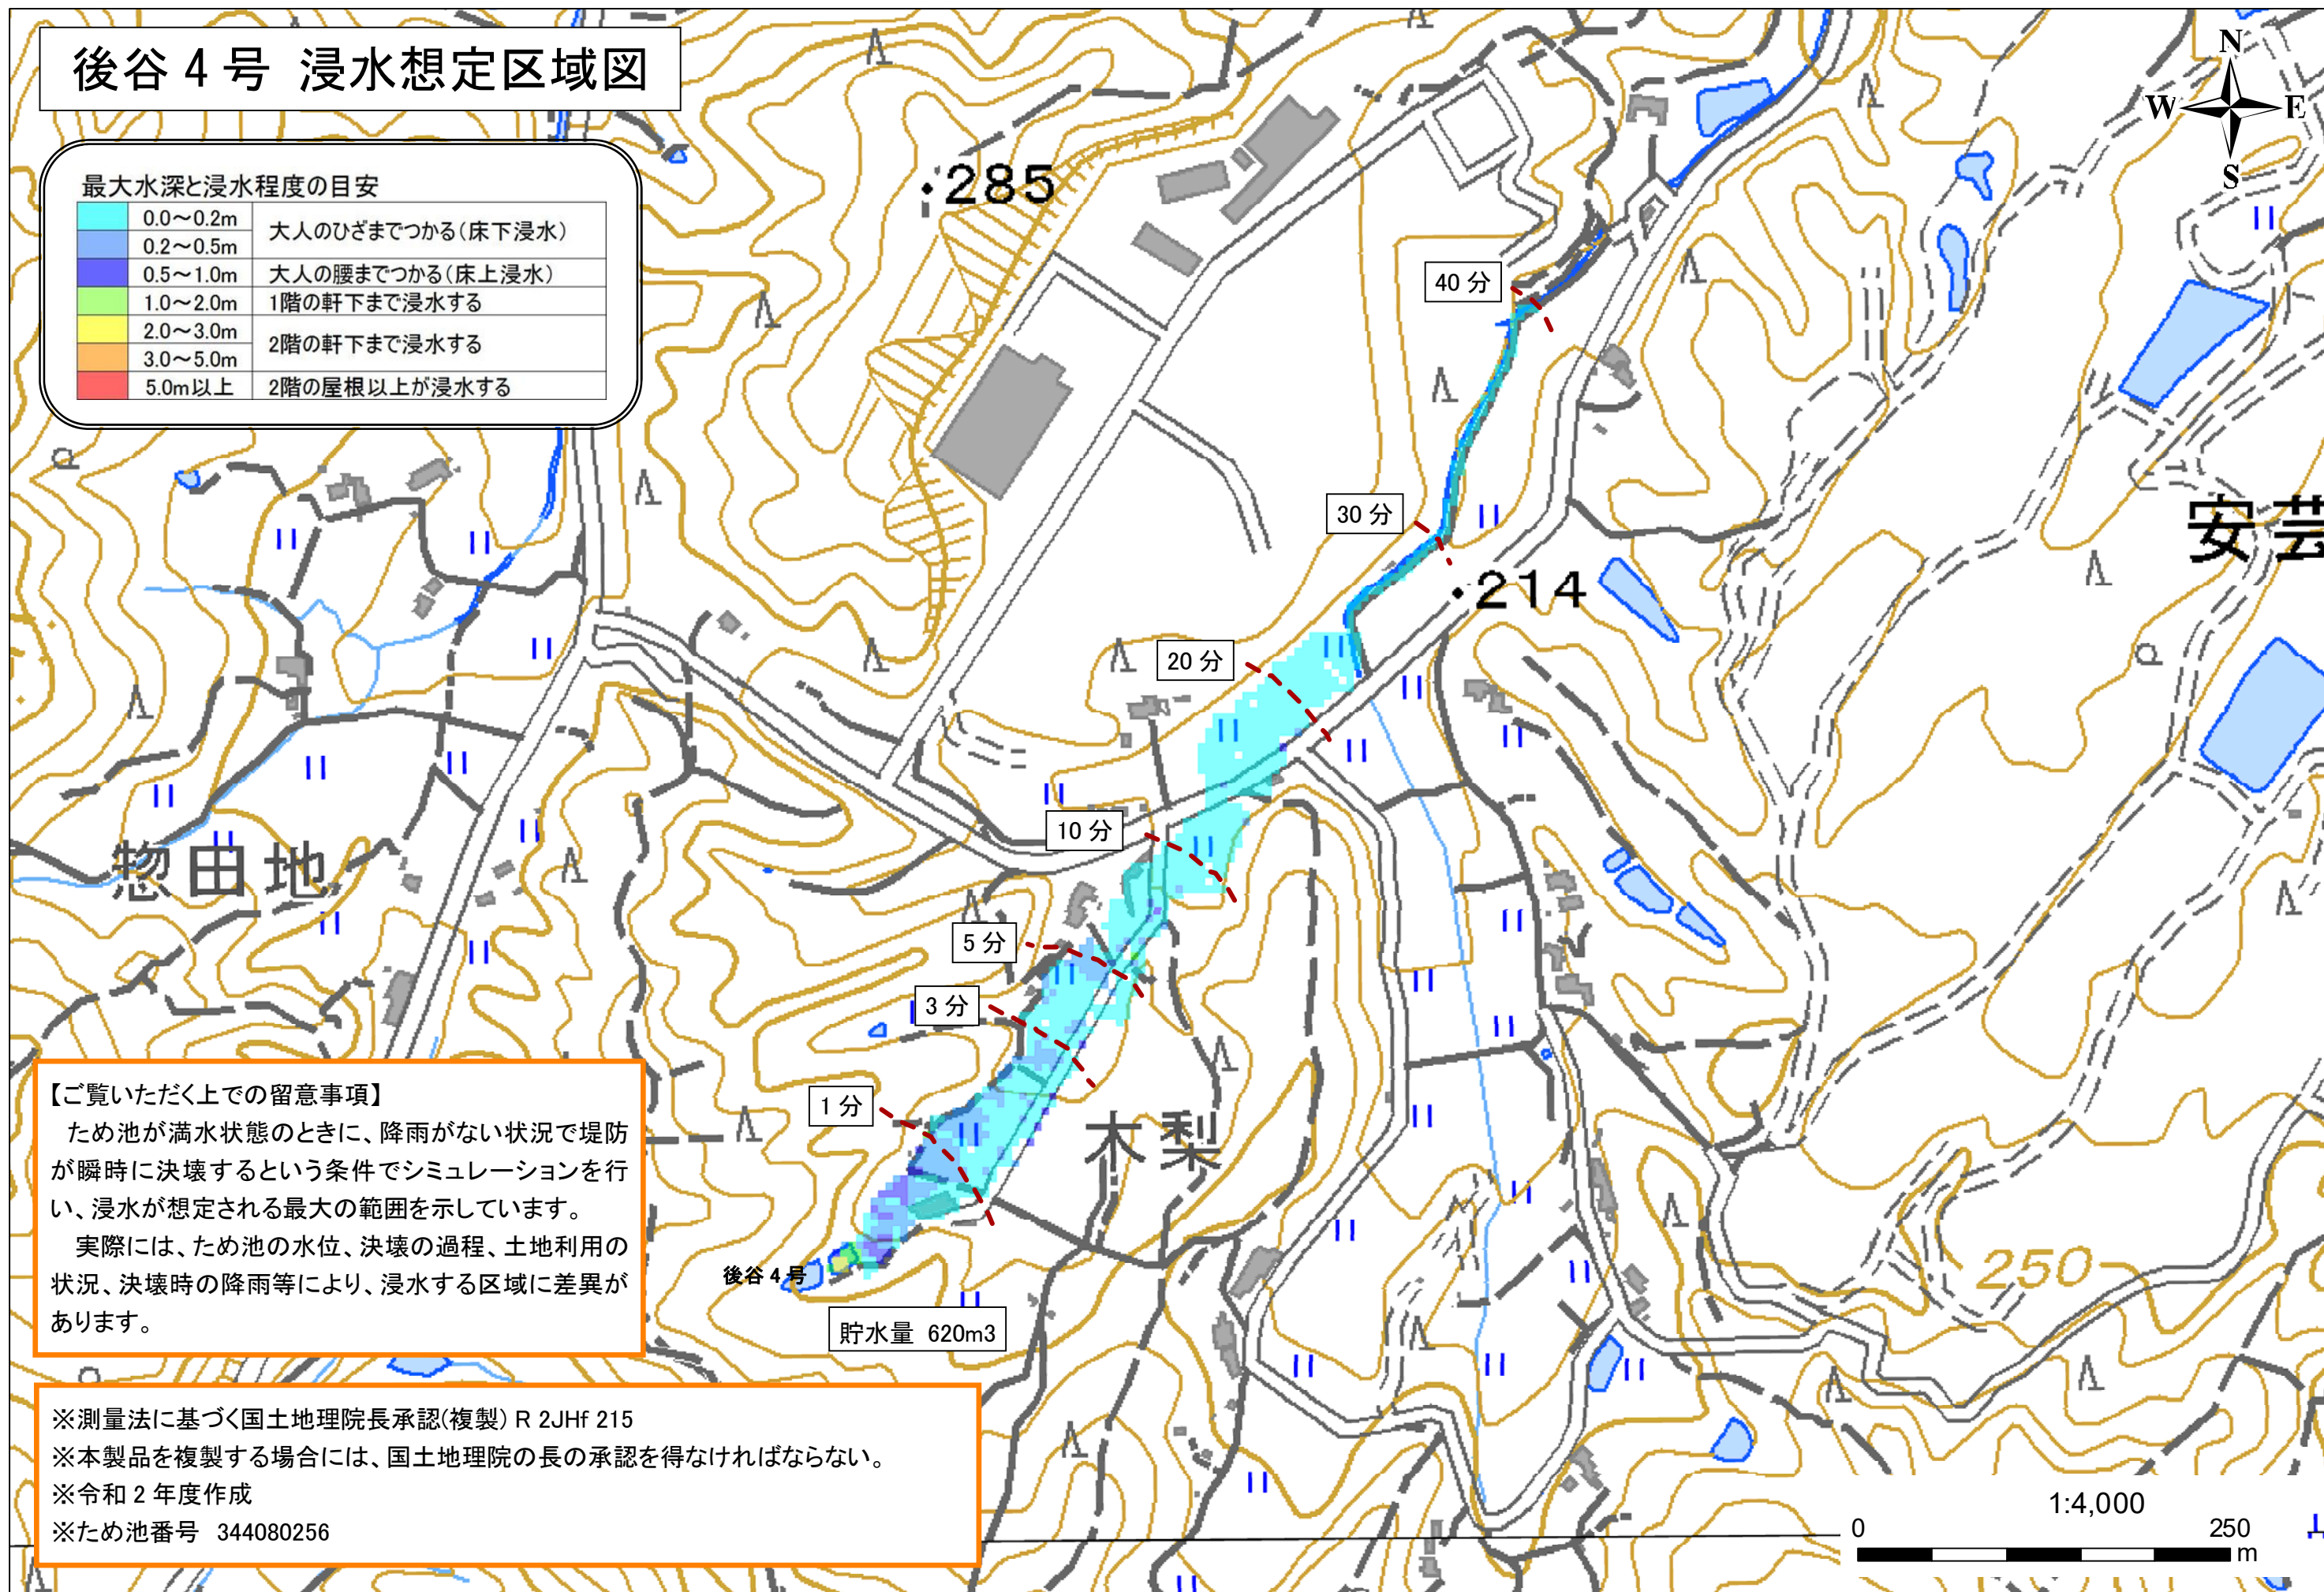 後谷4号 浸水想定区域図
N
W E
S
最大水深と浸水程度の目安
0.0～0.2m 大人のひざまでつかる(床下浸水)
0.2～0.5m
0.5～1.0m 大人の腰までつかる(床上浸水)
1.0～2.0m 1階の軒下まで浸水する
2.0～3.0m 2階の軒下まで浸水する
3.0～5.0m
5.0m以上 2階の屋根以上が浸水する
285
40分
30分
安芸
214
20分
10分
惣田地
5分
3分
1分
木梨
250
後谷4号
貯水量 620m3
【ご覧いただく上での留意事項】
ため池が満水状態のときに、降雨がない状況で堤防
が瞬時に決壊するという条件でシミュレーションを行
い、浸水が想定される最大の範囲を示しています。
実際には、ため池の水位、決壊の過程、土地利用の
状況、決壊時の降雨等により、浸水する区域に差異が
あります。
※測量法に基づく国土地理院長承認(複製) R 2JHf 215
※本製品を複製する場合には、国土地理院の長の承認を得なければならない。
※令和2年度作成
※ため池番号 344080256
1:4,000
0 250
m